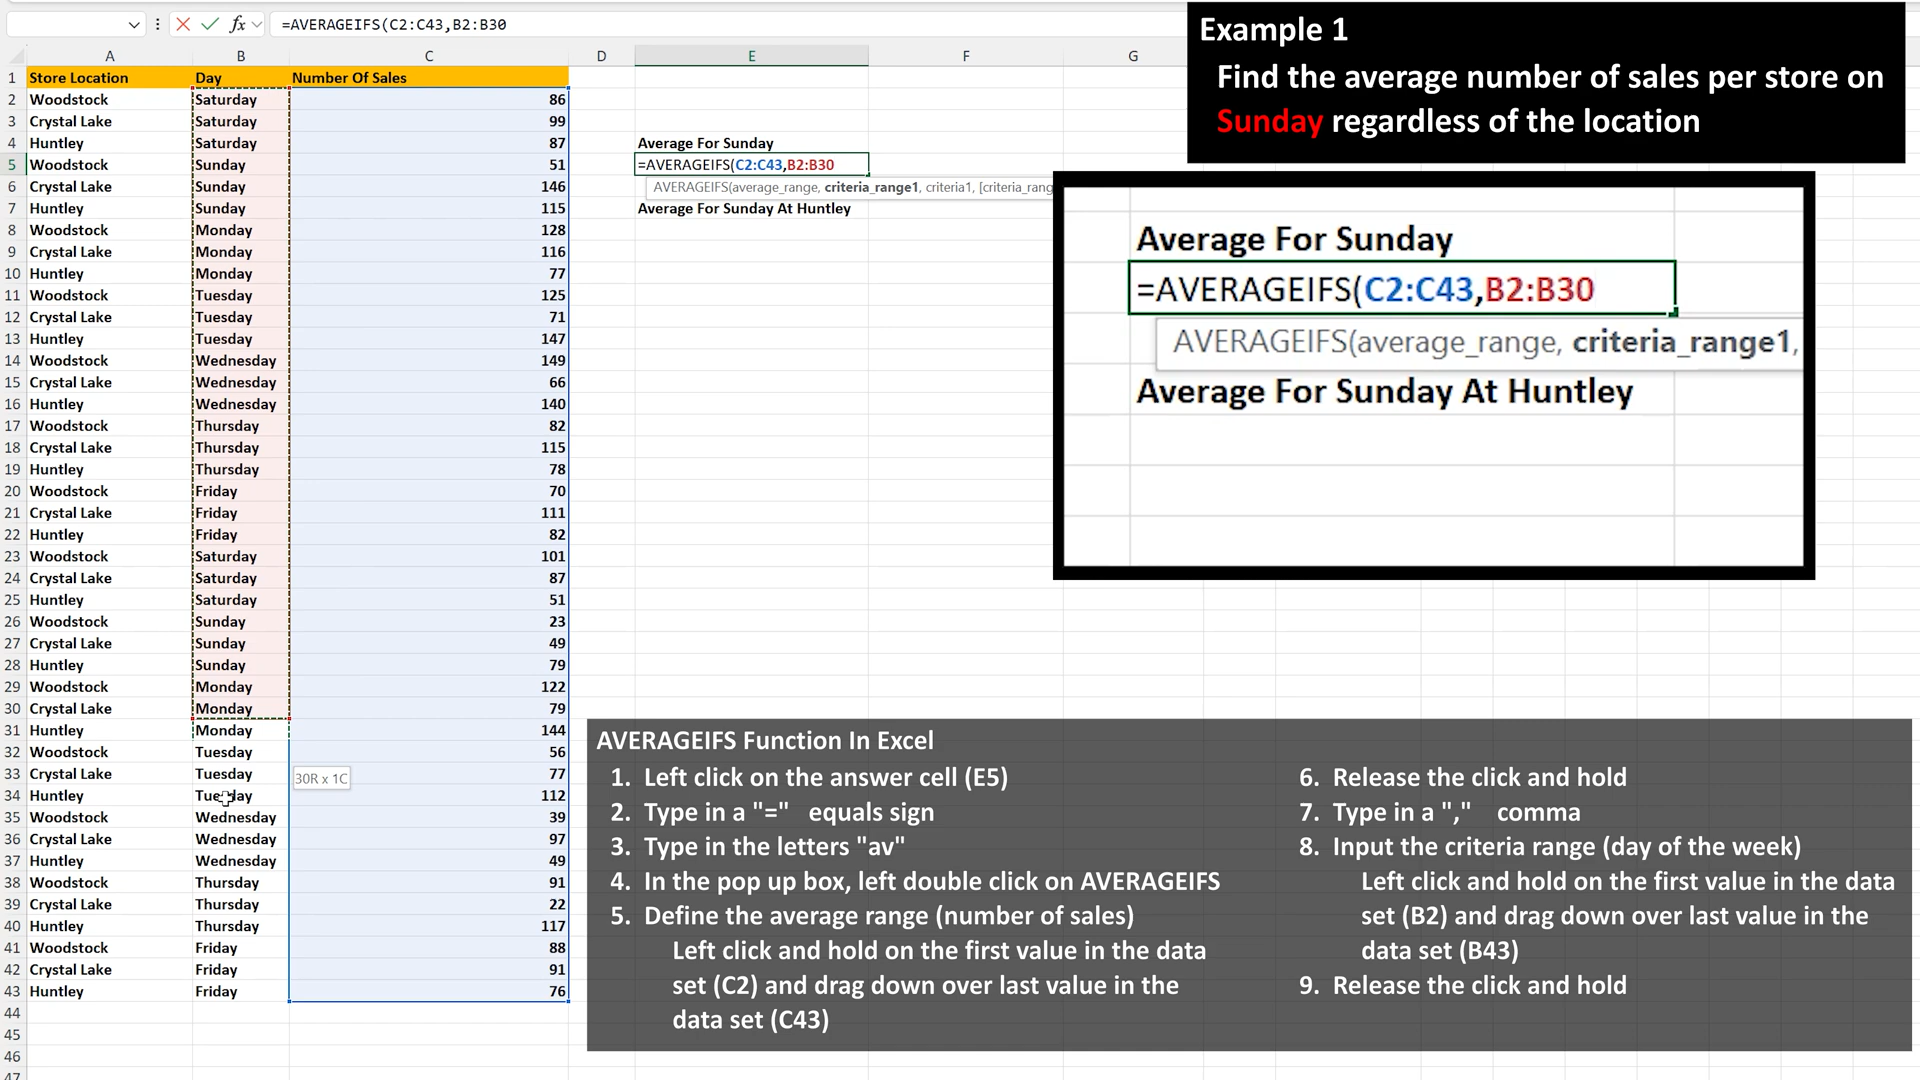 =AVERAGEIFS(C2:C43,B2:B30
A B C D E F G
1 Store Location Day Number Of Sales
2 Woodstock Saturday 86
3 Crystal Lake Saturday 99
4 Huntley Saturday 87 Average For Sunday
5 Woodstock Sunday 51 =AVERAGEIFS(C2:C43,B2:B30
6 Crystal Lake Sunday 146 AVERAGEIFS(average_range, criteria_range1, criteria1, [criteria_rang
7 Huntley Sunday 115 Average For Sunday At Huntley
8 Woodstock Monday 128
9 Crystal Lake Monday 116
10 Huntley Monday 77
11 Woodstock Tuesday 125
12 Crystal Lake Tuesday 71
13 Huntley Tuesday 147
14 Woodstock Wednesday 149
15 Crystal Lake Wednesday 66
16 Huntley Wednesday 140
17 Woodstock Thursday 82
18 Crystal Lake Thursday 115
19 Huntley Thursday 78
20 Woodstock Friday 70
21 Crystal Lake Friday 111
22 Huntley Friday 82
23 Woodstock Saturday 101
24 Crystal Lake Saturday 87
25 Huntley Saturday 51
26 Woodstock Sunday 23
27 Crystal Lake Sunday 49
28 Huntley Sunday 79
29 Woodstock Monday 122
30 Crystal Lake Monday 79
31 Huntley Monday 144
32 Woodstock Tuesday 56
33 Crystal Lake Tuesday 77
30R x 1C
34 Huntley Tuesday 112
35 Woodstock Wednesday 39
36 Crystal Lake Wednesday 97
37 Huntley Wednesday 49
38 Woodstock Thursday 91
39 Crystal Lake Thursday 22
40 Huntley Thursday 117
41 Woodstock Friday 88
42 Crystal Lake Friday 91
43 Huntley Friday 76
44
45
46
47
Example 1
Find the average number of sales per store on
Sunday regardless of the location
Average For Sunday
=AVERAGEIFS(C2:C43,B2:B30
AVERAGEIFS(average_range, criteria_range1,
Average For Sunday At Huntley
AVERAGEIFS Function In Excel
1. Left click on the answer cell (E5)
2. Type in a "=" equals sign
3. Type in the letters "av"
4. In the pop up box, left double click on AVERAGEIFS
5. Define the average range (number of sales)
Left click and hold on the first value in the data
set (C2) and drag down over last value in the
data set (C43)
6. Release the click and hold
7. Type in a "," comma
8. Input the criteria range (day of the week)
Left click and hold on the first value in the data
set (B2) and drag down over last value in the
data set (B43)
9. Release the click and hold